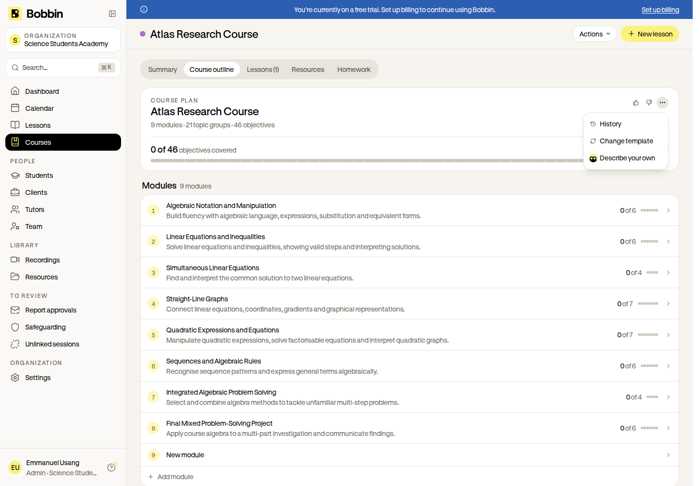 Bobbin
You're currently on a free trial. Set up billing to continue using Bobbin.
Set up billing
ORGANIZATION
S
Science Students Academy
Search...
⌘ K
Dashboard
Calendar
Lessons
Courses
PEOPLE
Students
Clients
Tutors
Team
LIBRARY
Recordings
Resources
TO REVIEW
Report approvals
Safeguarding
Unlinked sessions
ORGANIZATION
Settings
EU
Emmanuel Usang
Admin · Science Stude...
Atlas Research Course
Actions
New lesson
Summary
Course outline
Lessons (1)
Resources
Homework
COURSE PLAN
Atlas Research Course
9 modules · 21 topic groups · 46 objectives
0 of 46 objectives covered
History
Change template
Describe your own
Modules 9 modules
1
Algebraic Notation and Manipulation
Build fluency with algebraic language, expressions, substitution and equivalent forms.
0 of 6
2
Linear Equations and Inequalities
Solve linear equations and inequalities, showing valid steps and interpreting solutions.
0 of 6
3
Simultaneous Linear Equations
Find and interpret the common solution to two linear equations.
0 of 4
4
Straight-Line Graphs
Connect linear equations, coordinates, gradients and graphical representations.
0 of 7
5
Quadratic Expressions and Equations
Manipulate quadratic expressions, solve factorisable equations and interpret quadratic graphs.
0 of 7
6
Sequences and Algebraic Rules
Recognise sequence patterns and express general terms algebraically.
0 of 6
7
Integrated Algebraic Problem Solving
Select and combine algebra methods to tackle unfamiliar multi-step problems.
0 of 4
8
Final Mixed Problem-Solving Project
Apply course algebra to a multi-part investigation and communicate findings.
0 of 6
9
New module
Add module